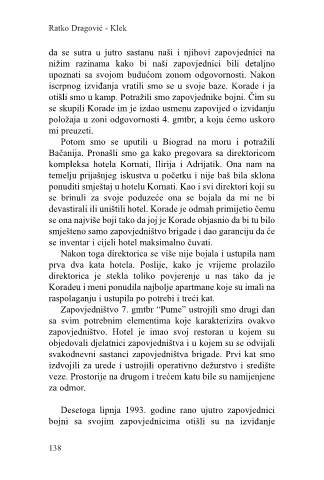 Ratko Dragović - Klek
da se sutra u jutro sastanu naši i njihovi zapovjednici na
nižim razinama kako bi naši zapovjednici bili detaljno
upoznati sa svojom budućom zonom odgovornosti. Nakon
iscrpnog izviđanja vratili smo se u svoje baze. Korade i ja
otišli smo u kamp. Potražili smo zapovjednike bojni. Čim su
se skupili Korade im je izdao usmenu zapovijed o izviđanju
položaja u zoni odgovornosti 4. gmtbr, a koju ćemo uskoro
mi preuzeti.
Potom smo se uputili u Biograd na moru i potražili
Bačanija. Pronašli smo ga kako pregovara sa direktoricom
kompleksa hotela Kornati, Ilirija i Adrijatik. Ona nam na
temelju prijašnjeg iskustva u početku i nije baš bila sklona
ponuditi smještaj u hotelu Kornati. Kao i svi direktori koji su
se brinuli za svoje poduzeće ona se bojala da mi ne bi
devastirali ili uništili hotel. Korade je odmah primijetio čemu
se ona najviše boji tako da joj je Korade objasnio da bi tu bilo
smješteno samo zapovjedništvo brigade i dao garanciju da će
se inventar i cijeli hotel maksimalno čuvati.
Nakon toga direktorica se više nije bojala i ustupila nam
prva dva kata hotela. Poslije, kako je vrijeme prolazilo
direktorica je stekla toliko povjerenje u nas tako da je
Koradeu i meni ponudila najbolje apartmane koje su imali na
raspolaganju i ustupila po potrebi i treći kat.
Zapovjedništvo 7. gmtbr “Pume” ustrojili smo drugi dan
sa svim potrebnim elementima koje karakterizira ovakvo
zapovjedništvo. Hotel je imao svoj restoran u kojem su
objedovali djelatnici zapovjedništva i u kojem su se odvijali
svakodnevni sastanci zapovjedništva brigade. Prvi kat smo
izdvojili za urede i ustrojili operativno dežurstvo i središte
veze. Prostorije na drugom i trećem katu bile su namijenjene
za odmor.
Desetoga lipnja 1993. godine rano ujutro zapovjednici
bojni sa svojim zapovjednicima otišli su na izviđanje
138